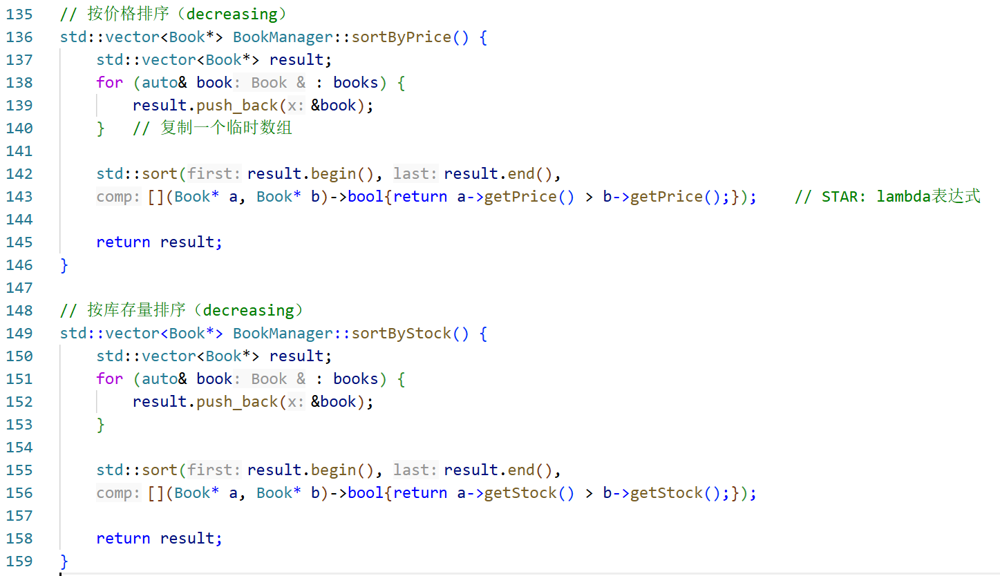 135 // 按价格排序（decreasing）
136 std::vector<Book*> BookManager::sortByPrice() {
137 std::vector<Book*> result;
138 for (auto& book: Book & : books) {
139 result.push_back(x: &book);
140 } // 复制一个临时数组
141
142 std::sort(first: result.begin(), last: result.end(),
143 comp: [](Book* a, Book* b)->bool{return a->getPrice() > b->getPrice();}); // STAR: lambda表达式
144
145 return result;
146 }
147
148 // 按库存量排序（decreasing）
149 std::vector<Book*> BookManager::sortByStock() {
150 std::vector<Book*> result;
151 for (auto& book: Book & : books) {
152 result.push_back(x: &book);
153 }
154
155 std::sort(first: result.begin(), last: result.end(),
156 comp: [](Book* a, Book* b)->bool{return a->getStock() > b->getStock();});
157
158 return result;
159 }